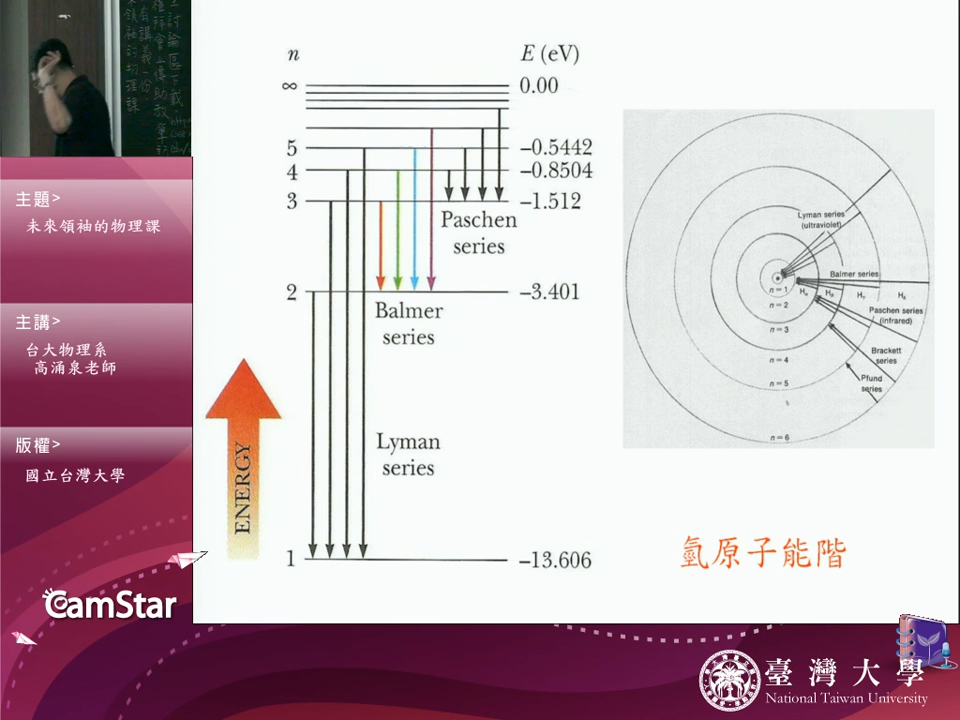 主題>
未來領袖的物理課
主講>
台大物理系
高涌泉老師
版權>
國立台灣大學
CamStar
n
E (eV)
∞
0.00
5
–0.5442
4
–0.8504
3
–1.512
Paschen
series
2
–3.401
Balmer
series
Lyman
series
ENERGY
1
–13.606
Lyman series
(ultraviolet)
Balmer series
n = 1
Hα
Hβ
Hγ
Hδ
n = 2
Paschen series
(infrared)
n = 3
Brackett
series
n = 4
Pfund
series
n = 5
n = 6
氫原子能階
臺灣大學
National Taiwan University